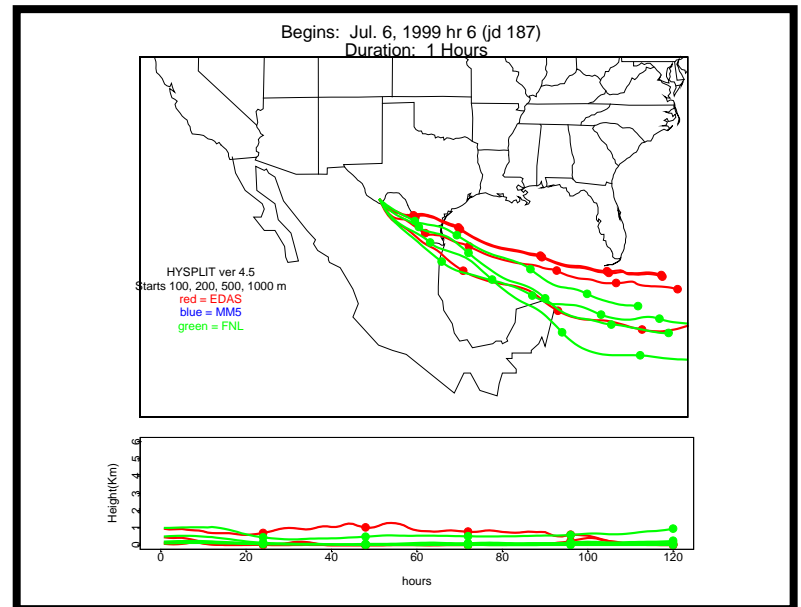 Begins: Jul. 6, 1999 hr 6 (jd 187)
Duration: 1 Hours
HYSPLIT ver 4.5
Starts 100, 200, 500, 1000 m
red = EDAS
blue = MM5
green = FNL
Height(Km)
6
5
4
3
2
1
0
0 20 40 60 80 100 120
hours